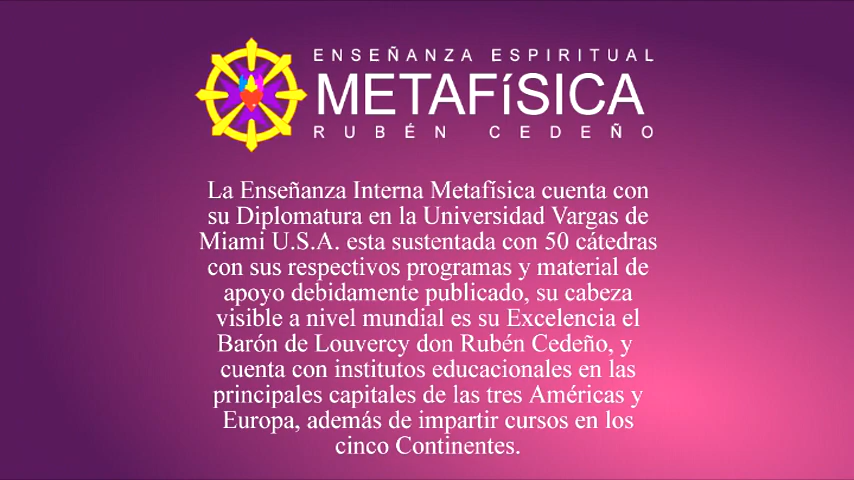 ENSEÑANZA ESPIRITUAL
METAFíSICA
RUBÉN CEDEÑO
La Enseñanza Interna Metafísica cuenta con
su Diplomatura en la Universidad Vargas de
Miami U.S.A. esta sustentada con 50 cátedras
con sus respectivos programas y material de
apoyo debidamente publicado, su cabeza
visible a nivel mundial es su Excelencia el
Barón de Louvercy don Rubén Cedeño, y
cuenta con institutos educacionales en las
principales capitales de las tres Américas y
Europa, además de impartir cursos en los
cinco Continentes.